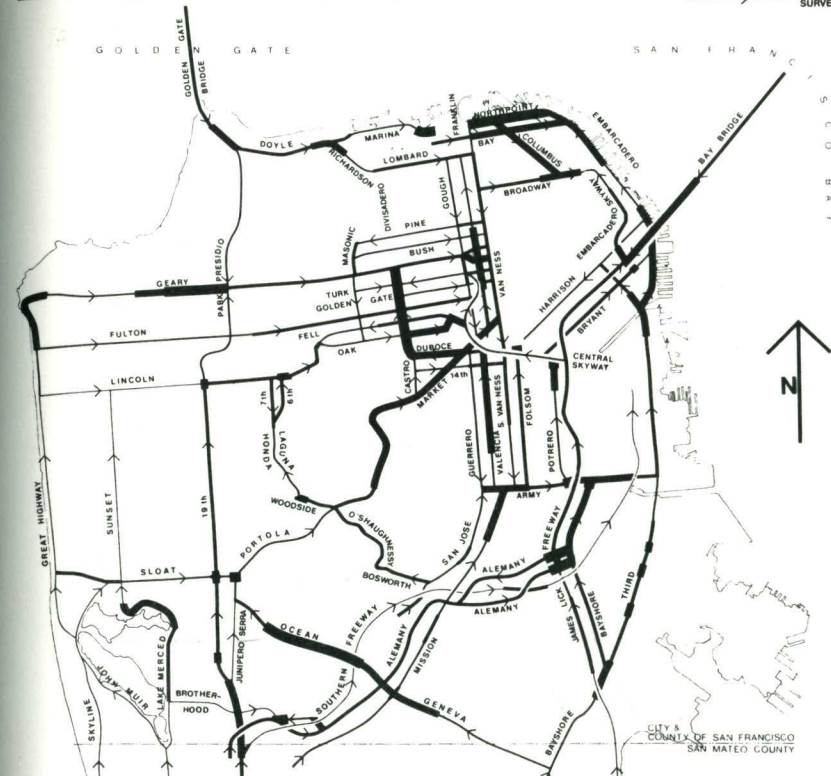 SURVE
GOLDEN GATE
GOLDEN GATE
BRIDGE
SAN FRANCISCO BA
DOYLE
MARINA
RICHARDSON
LOMBARD
FRANKLIN
NORTHPOINT
BAY
COLUMBUS
EMBARCADERO
BAY BRIDGE
BROADWAY
SKYWAY
EMBARCADERO
DIVISADERO
GOUGH
MASONIC
PINE
BUSH
VAN NESS
HARRISON
BRYANT
PARK PRESIDIO
GEARY
TURK
GOLDEN GATE
FULTON
FELL
OAK
DUBOCE
CENTRAL
SKYWAY
N
LINCOLN
7th
9th
CASTRO
MARKET
14th
GUERRERO
VALENCIA
S. VAN NESS
FOLSOM
POTRERO
LAGUNA
HONDA
GREAT HIGHWAY
SUNSET
19th
WOODSIDE
O'SHAUGHNESSY
ARMY
PORTOLA
SAN JOSE
FREEWAY
SLOAT
BOSWORTH
ALEMANY
ALEMANY
JAMES LICK
BAYSHORE
THIRD
OCEAN
FREEWAY
SOUTHERN
ALEMANY
MISSION
JUNIPERO SERRA
LAKE MERCED
JOHN MUIR
SKYLINE
BROTHER-
HOOD
GENEVA
BAYSHORE
CITY &
COUNTY OF SAN FRANCISCO
SAN MATEO COUNTY